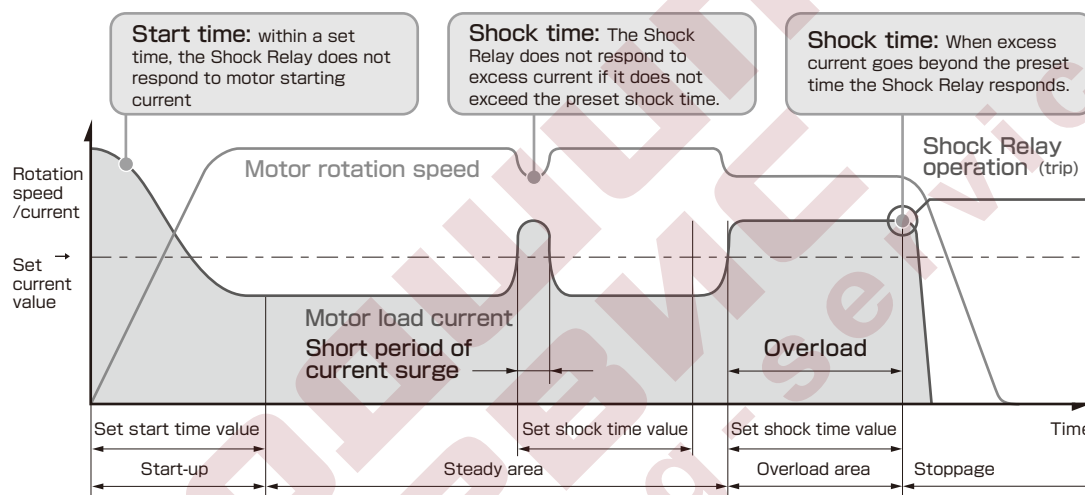 Start time: within a set
time, the Shock Relay does not
respond to motor starting
current
Shock time: The Shock
Relay does not respond to
excess current if it does not
exceed the preset shock time.
Shock time: When excess
current goes beyond the preset
time the Shock Relay responds.
Rotation
speed
/current
Motor rotation speed
Shock Relay
operation (trip)
Set →
current
value
Motor load current
Short period of
current surge
Overload
Set start time value
Set shock time value
Set shock time value
Time
Start-up
Steady area
Overload area
Stoppage